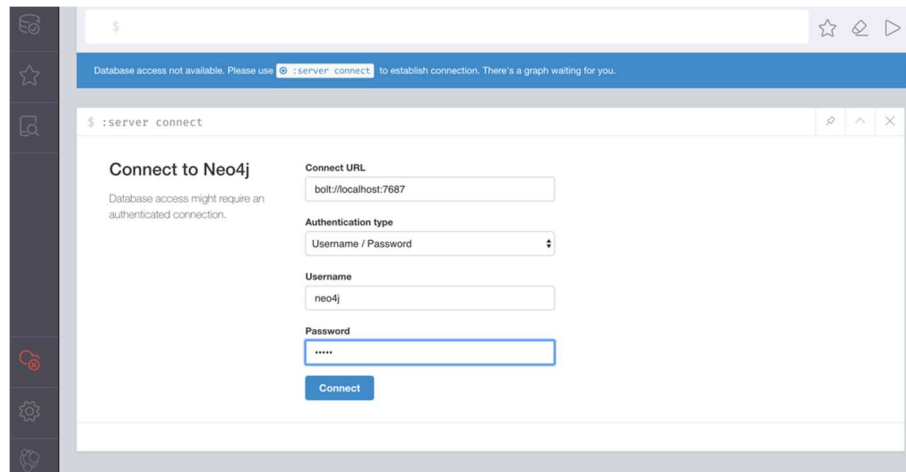 $
Database access not available. Please use :server connect to establish connection. There's a graph waiting for you.
$ :server connect
Connect to Neo4j
Database access might require an
authenticated connection.
Connect URL
bolt://localhost:7687
Authentication type
Username / Password
Username
neo4j
Password
•••••
Connect